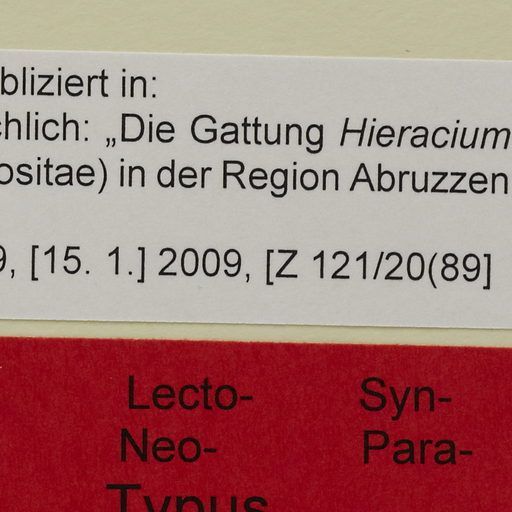 bliziert in:
chlich: „Die Gattung Hieracium
ositae) in der Region Abruzzen
9, [15. 1.] 2009, [Z 121/20(89]
Lecto- Syn-
Neo- Para-
Typus